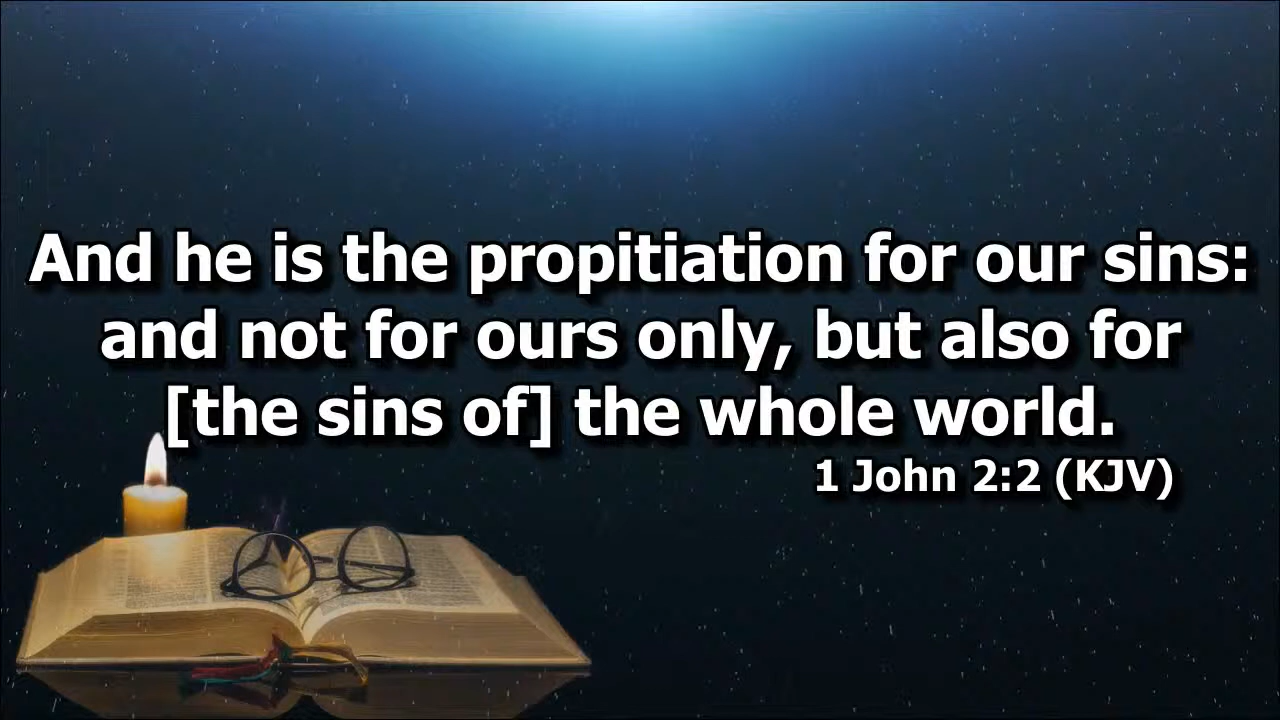 And he is the propitiation for our sins:
and not for ours only, but also for
[the sins of] the whole world.
1 John 2:2 (KJV)